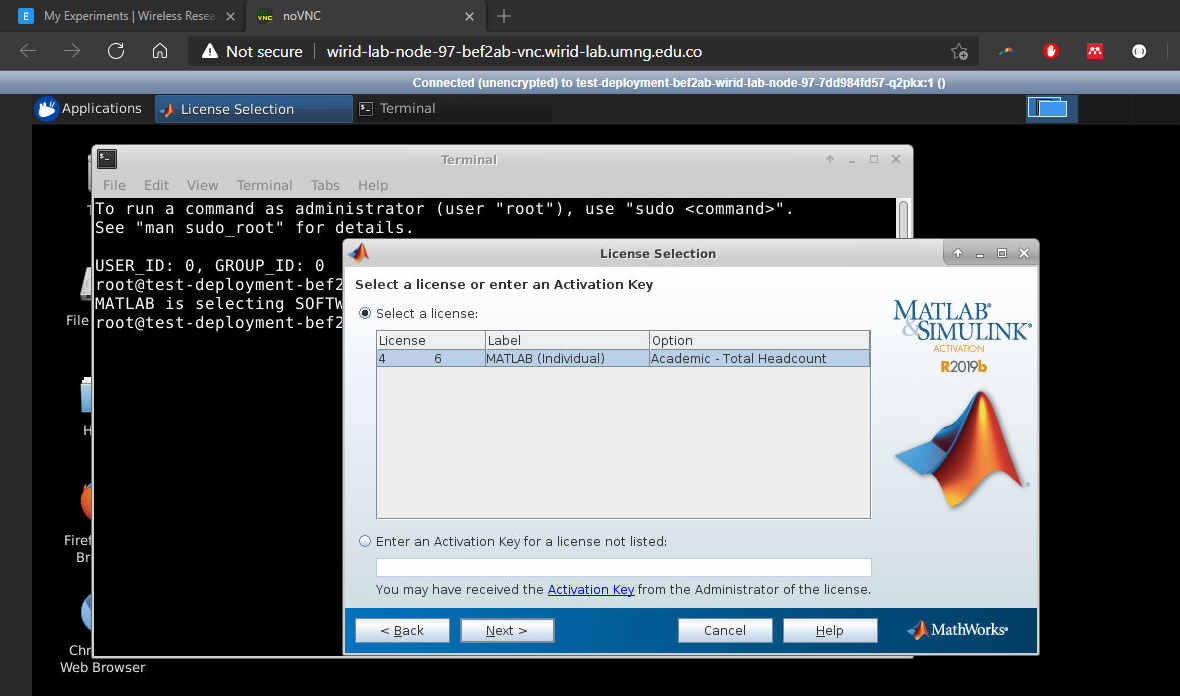 My Experiments | Wireless Resea
noVNC
Not secure wirid-lab-node-97-bef2ab-vnc.wirid-lab.umng.edu.co
Connected (unencrypted) to test-deployment-bef2ab-wirid-lab-node-97-7dd984fd57-q2pkx:1 ()
Applications License Selection Terminal
Terminal
File Edit View Terminal Tabs Help
To run a command as administrator (user "root"), use "sudo <command>".
See "man sudo_root" for details.
USER_ID: 0, GROUP_ID: 0
root@test-deployment-bef2
MATLAB is selecting SOFTW
root@test-deployment-bef2
File
H
Firef
Br
Chr
Web Browser
License Selection
Select a license or enter an Activation Key
Select a license:
License Label Option
4 6 MATLAB (Individual) Academic - Total Headcount
Enter an Activation Key for a license not listed:
You may have received the Activation Key from the Administrator of the license.
< Back Next > Cancel Help
MATLAB®
&SIMULINK®
ACTIVATION
R2019b
MathWorks®